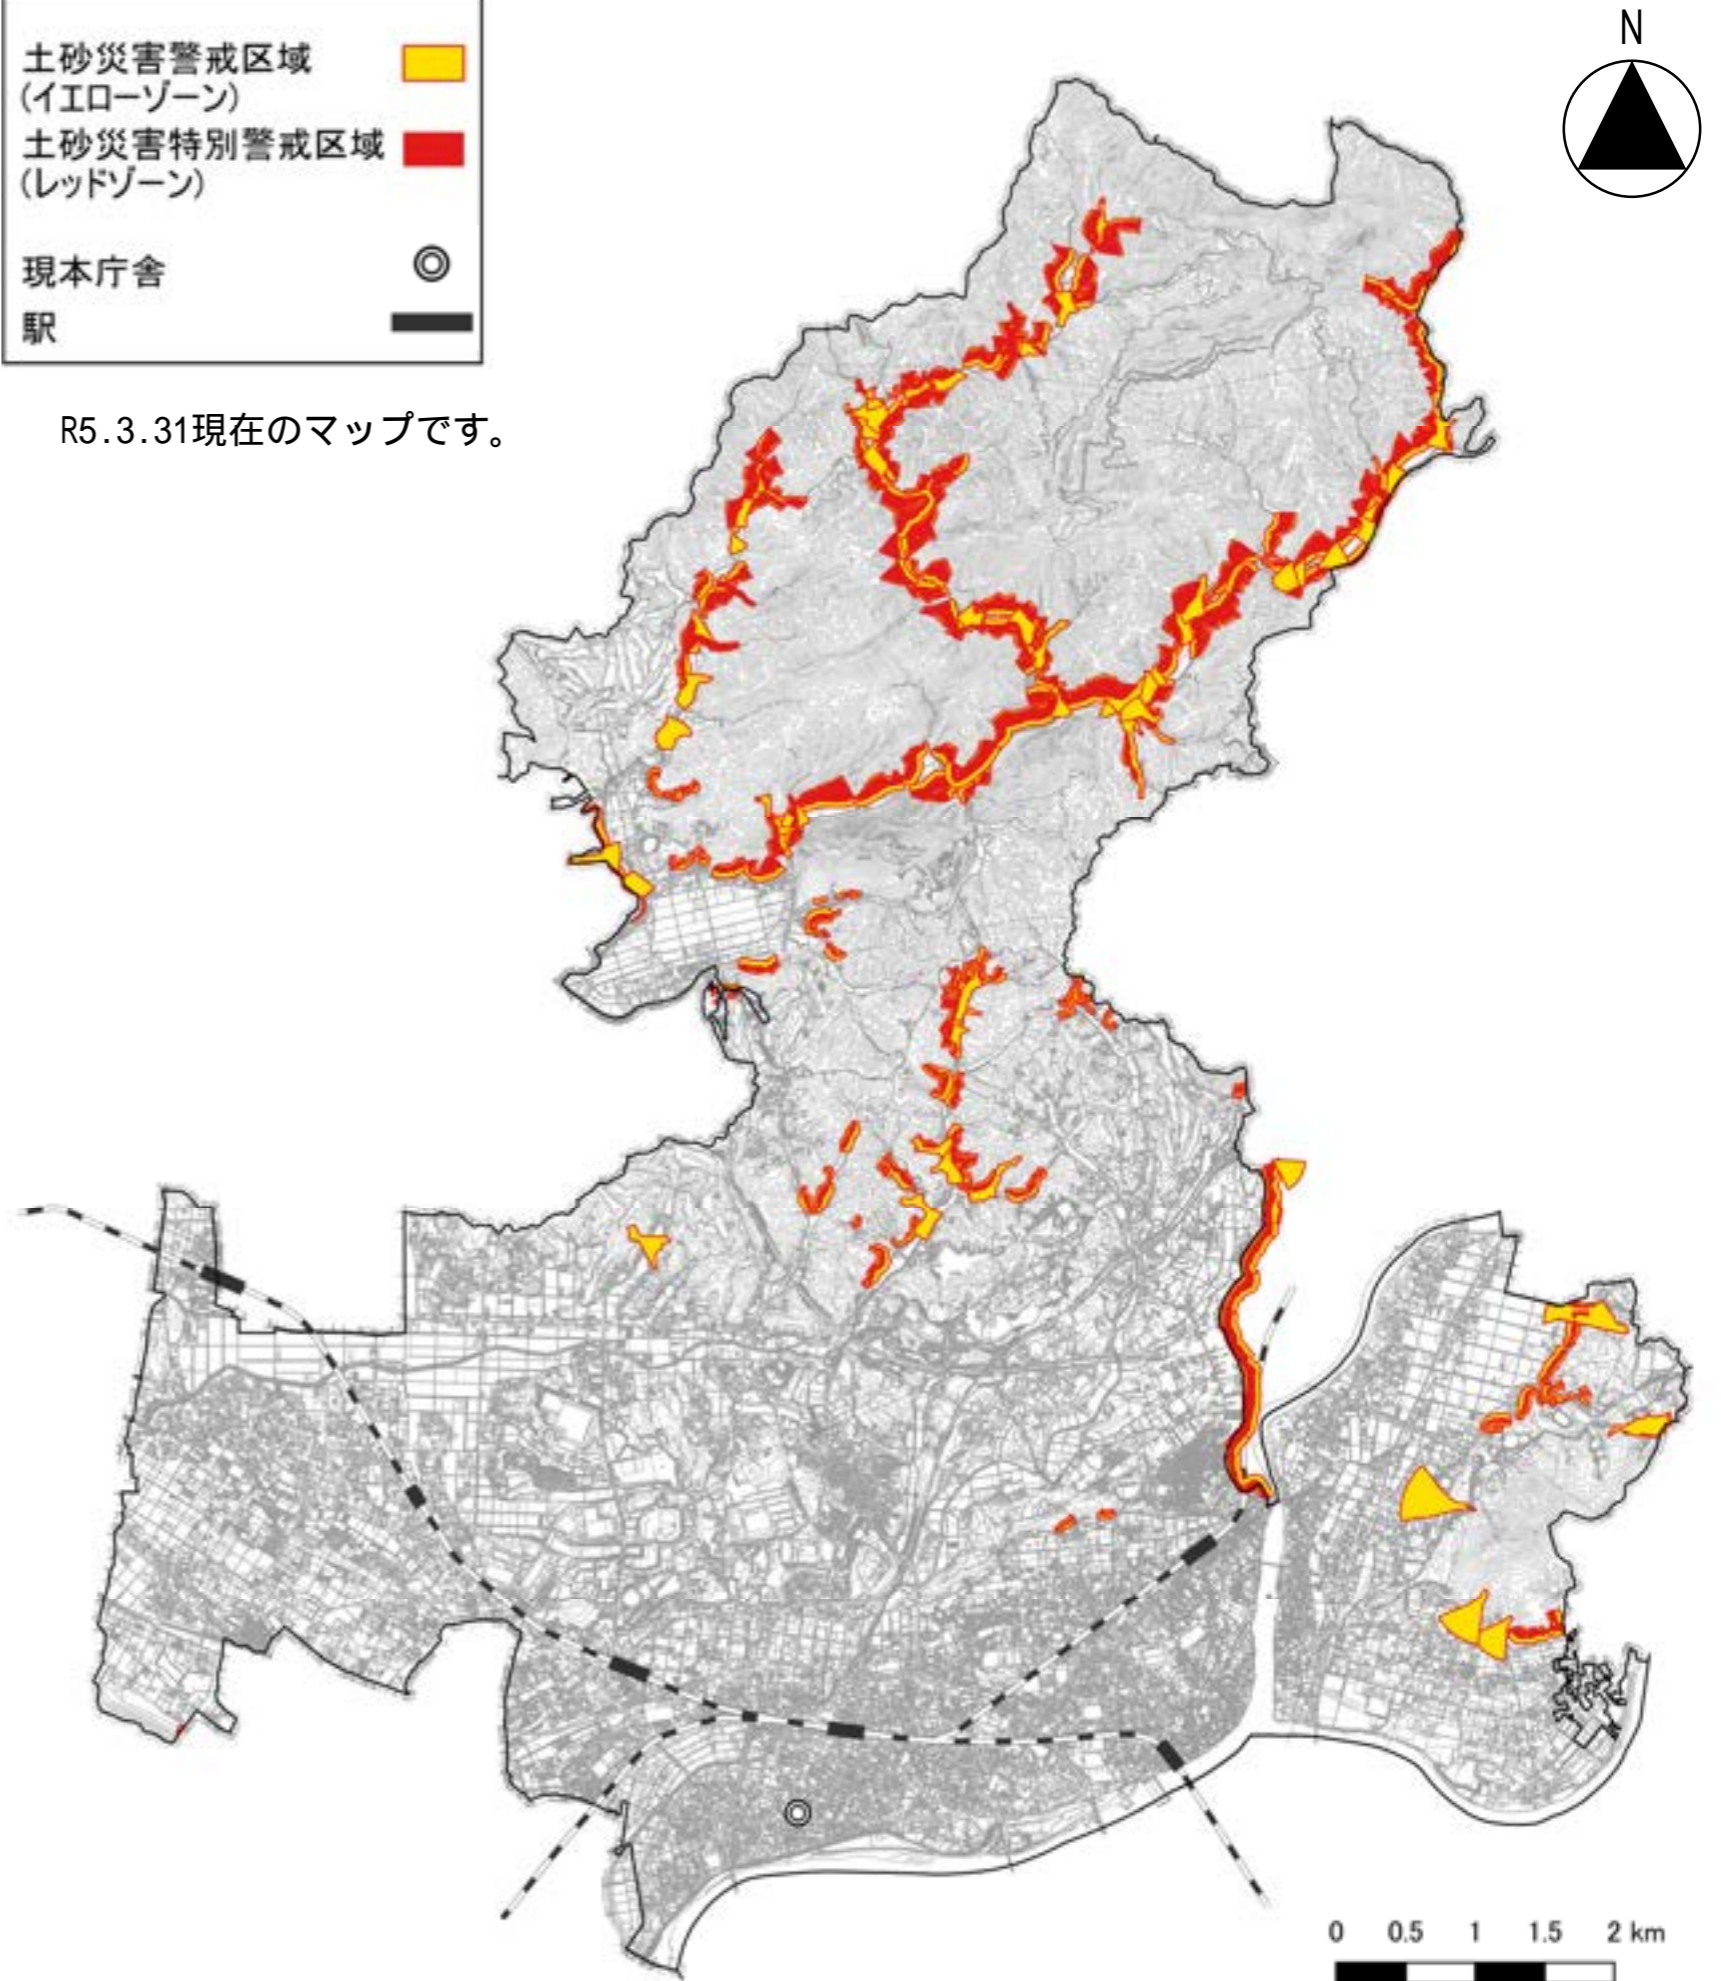 土砂災害警戒区域
(イエローゾーン)
土砂災害特別警戒区域
(レッドゾーン)
現本庁舎
駅
N
R5.3.31現在のマップです。
0 0.5 1 1.5 2 km